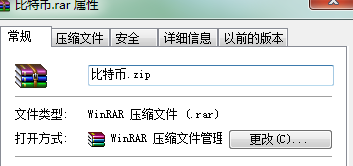 比特币.rar 属性
常规 压缩文件 安全 详细信息 以前的版本
比特币.zip
文件类型: WinRAR 压缩文件 (.rar)
打开方式: WinRAR 压缩文件管理 更改(C)...